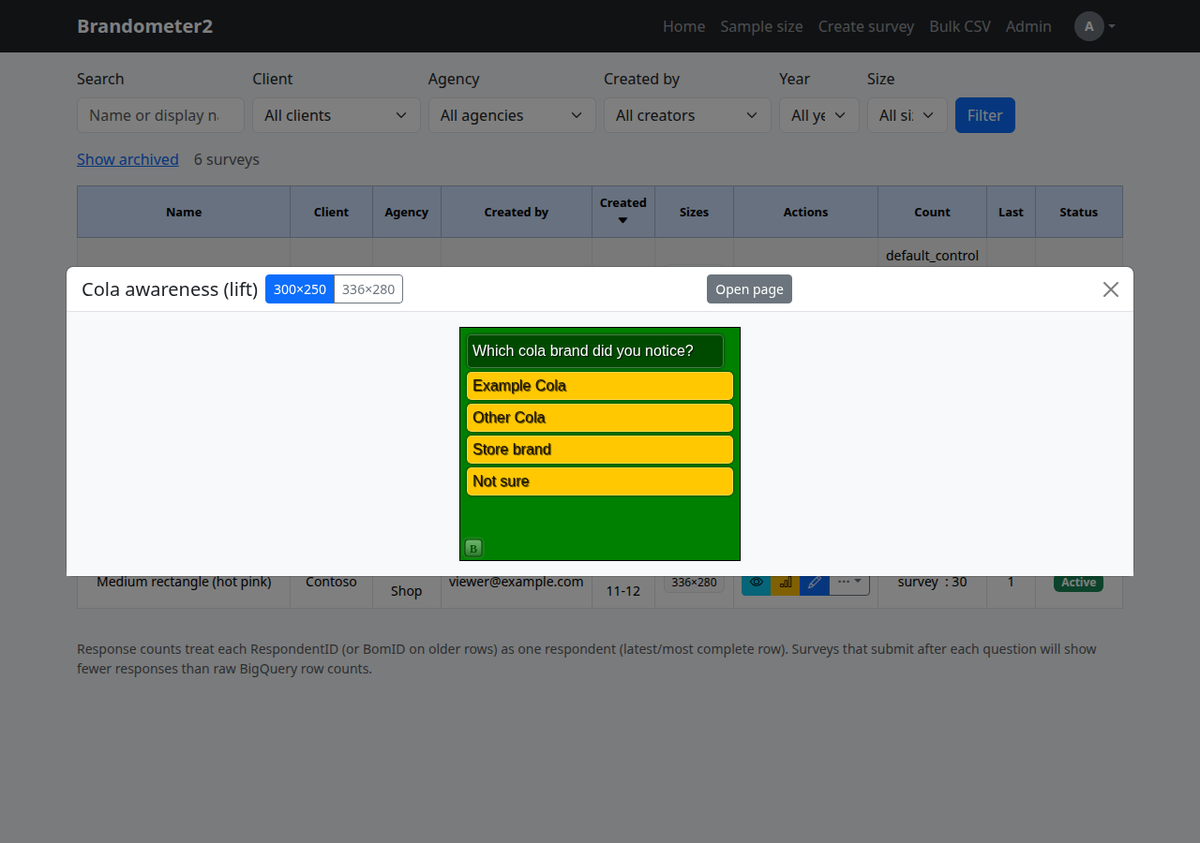 Brandometer2
Home Sample size Create survey Bulk CSV Admin A
Search Client Agency Created by Year Size
Name or display n All clients All agencies All creators All ye All si Filter
Show archived 6 surveys
Name Client Agency Created by Created Sizes Actions Count Last Status
default_control
Cola awareness (lift) 300×250 336×280 Open page
Which cola brand did you notice?
Example Cola
Other Cola
Store brand
Not sure
B
Medium rectangle (hot pink) Contoso Shop viewer@example.com 11-12 336×280 ... survey : 30 1 Active
Response counts treat each RespondentID (or BomID on older rows) as one respondent (latest/most complete row). Surveys that submit after each question will show
fewer responses than raw BigQuery row counts.